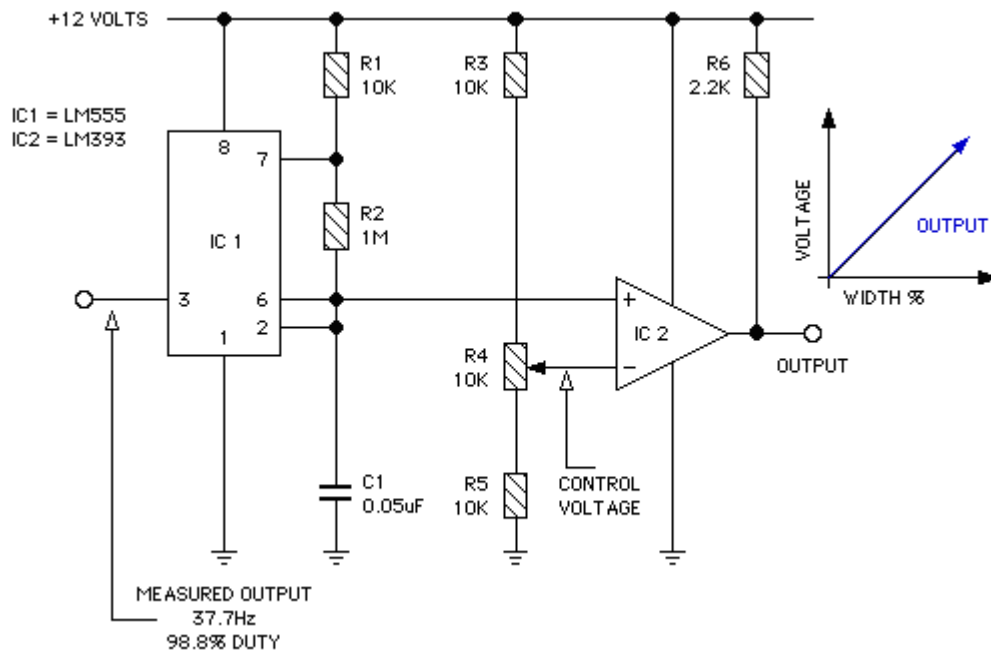 +12 VOLTS
IC1 = LM555
IC2 = LM393
R1
10K
R3
10K
R6
2.2K
8
7
IC 1
R2
1M
3
6
2
1
+
IC 2
−
R4
10K
OUTPUT
VOLTAGE
OUTPUT
WIDTH %
C1
0.05uF
R5
10K
CONTROL
VOLTAGE
MEASURED OUTPUT
37.7Hz
98.8% DUTY